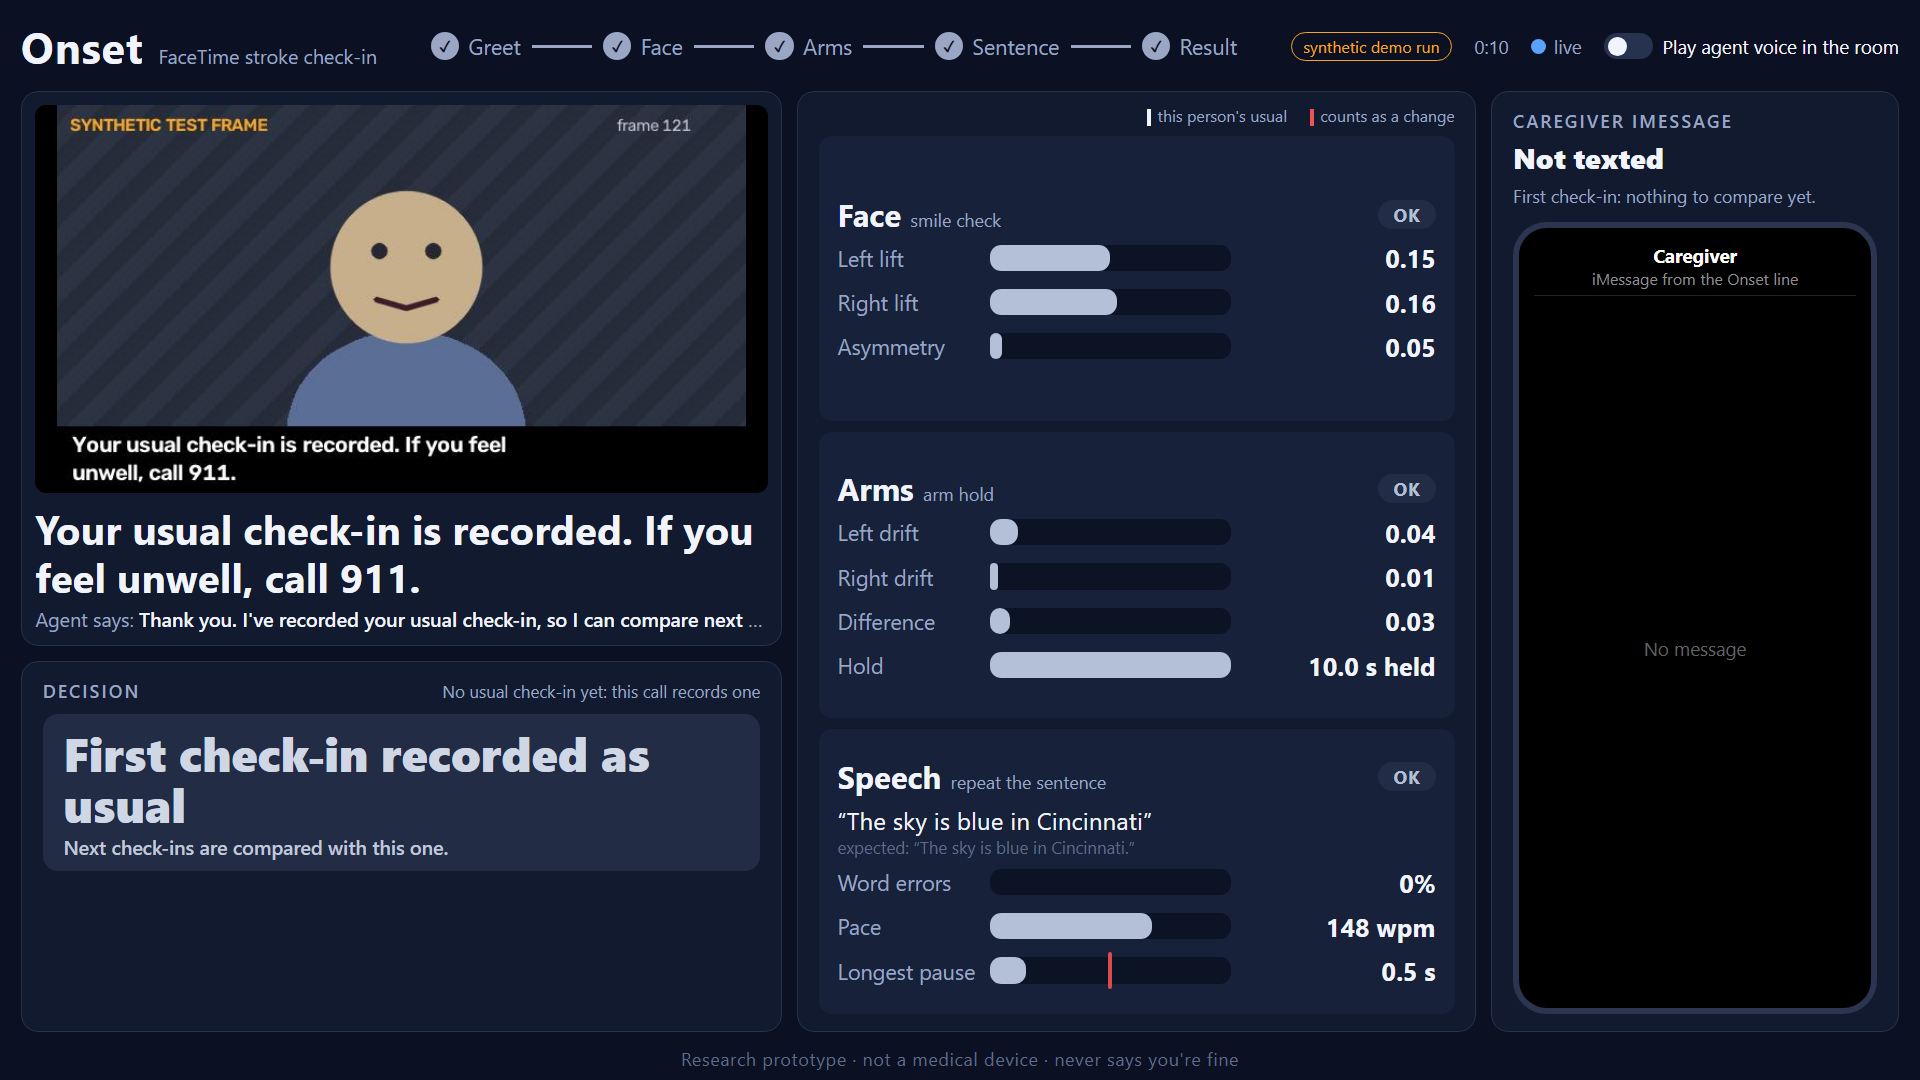 Onset FaceTime stroke check-in
✓ Greet ✓ Face ✓ Arms ✓ Sentence ✓ Result
synthetic demo run 0:10 live Play agent voice in the room
SYNTHETIC TEST FRAME frame 121
Your usual check-in is recorded. If you feel
unwell, call 911.
Your usual check-in is recorded. If you
feel unwell, call 911.
Agent says: Thank you. I've recorded your usual check-in, so I can compare next ...
DECISION No usual check-in yet: this call records one
First check-in recorded as
usual
Next check-ins are compared with this one.
this person's usual counts as a change
Face smile check OK
Left lift 0.15
Right lift 0.16
Asymmetry 0.05
Arms arm hold OK
Left drift 0.04
Right drift 0.01
Difference 0.03
Hold 10.0 s held
Speech repeat the sentence OK
“The sky is blue in Cincinnati”
expected: “The sky is blue in Cincinnati.”
Word errors 0%
Pace 148 wpm
Longest pause 0.5 s
CAREGIVER IMESSAGE
Not texted
First check-in: nothing to compare yet.
Caregiver
iMessage from the Onset line
No message
Research prototype · not a medical device · never says you're fine